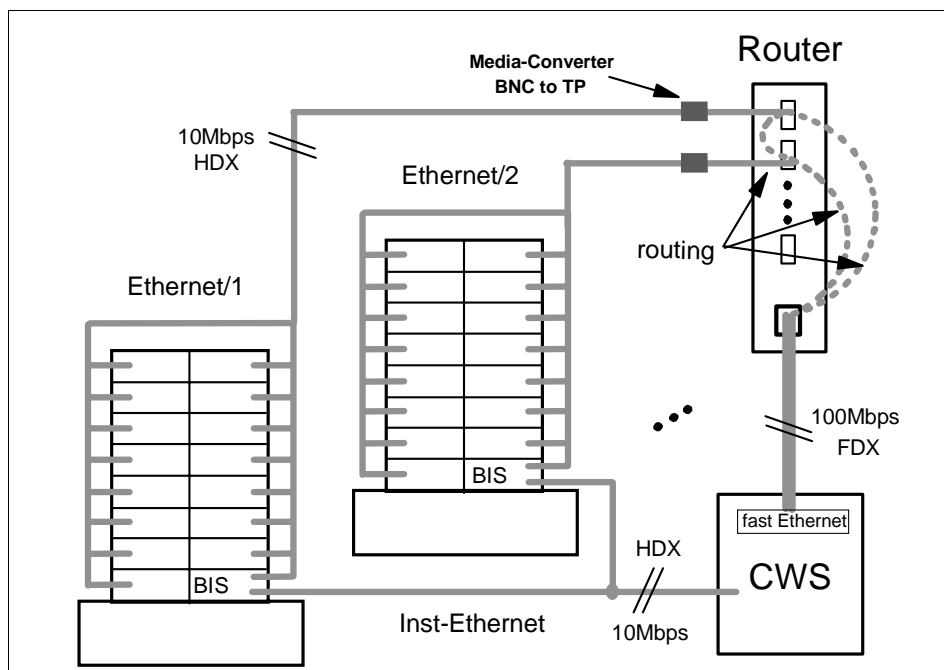 Router
Media-Converter
BNC to TP
10Mbps
HDX
Ethernet/2
routing
Ethernet/1
100Mbps
FDX
BIS
fast Ethernet
HDX
CWS
BIS
Inst-Ethernet
10Mbps